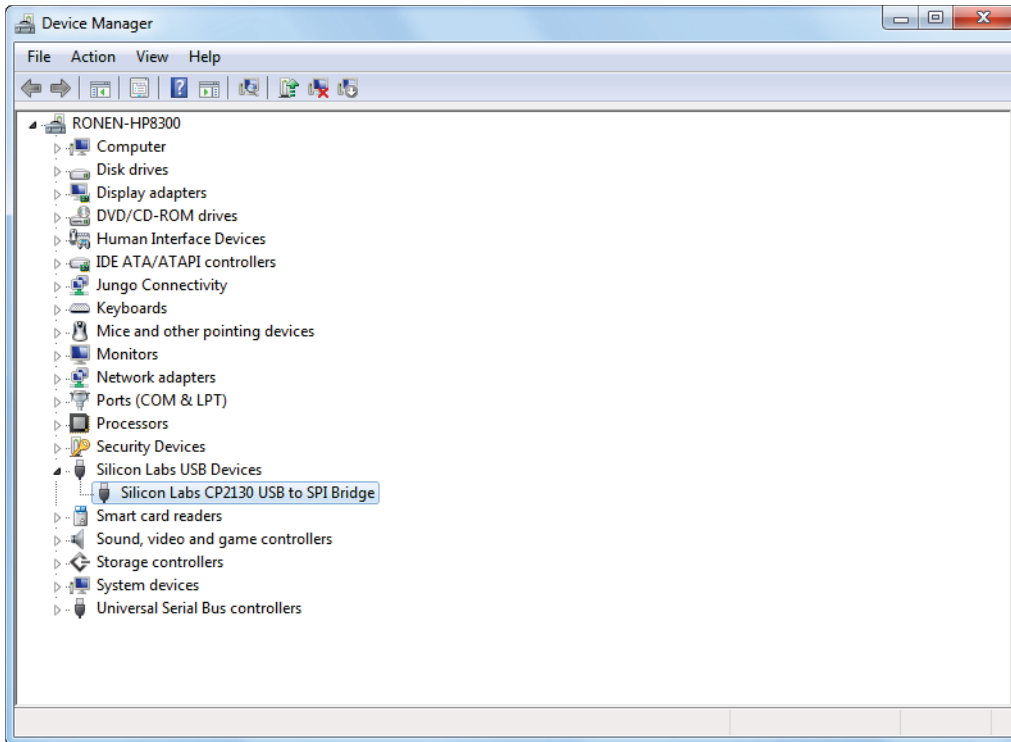 Device Manager
File Action View Help
RONEN-HP8300
Computer
Disk drives
Display adapters
DVD/CD-ROM drives
Human Interface Devices
IDE ATA/ATAPI controllers
Jungo Connectivity
Keyboards
Mice and other pointing devices
Monitors
Network adapters
Ports (COM & LPT)
Processors
Security Devices
Silicon Labs USB Devices
Silicon Labs CP2130 USB to SPI Bridge
Smart card readers
Sound, video and game controllers
Storage controllers
System devices
Universal Serial Bus controllers